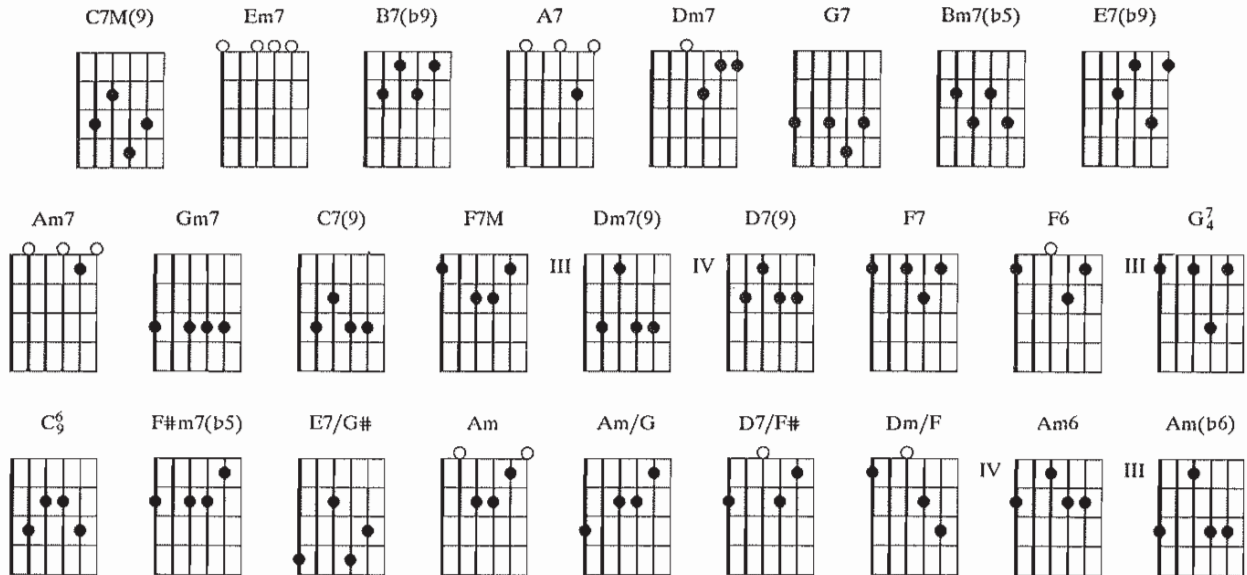 C7M(9) Em7 B7(b9) A7 Dm7 G7 Bm7(b5) E7(b9)
Am7 Gm7 C7(9) F7M Dm7(9) D7(9) F7 F6 G 7 4
III IV III
C 6 9 F#m7(b5) E7/G# Am Am/G D7/F# Dm/F Am6 Am(b6)
IV III